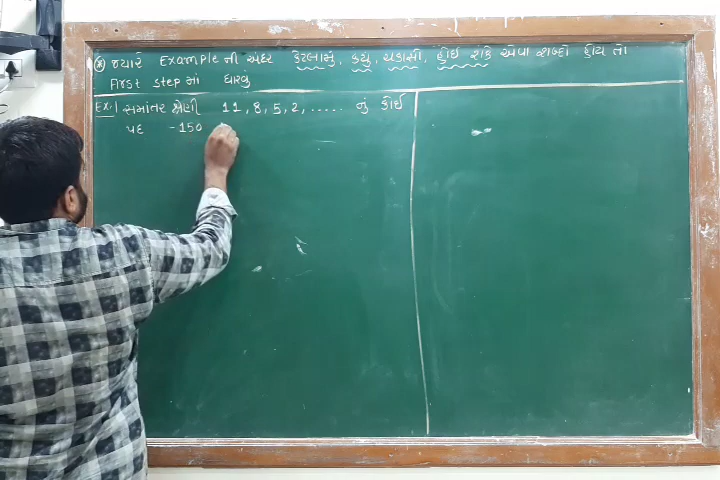 * જ્યારે Example ની અંદર કેટલામું, કયું, ચકાસો, હોઈ શકે એવા શબ્દો હોય તો
First step માં ધારવું
Ex.1 સમાંતર શ્રેણી 11, 8, 5, 2, ...... નું કોઈ
પદ -150